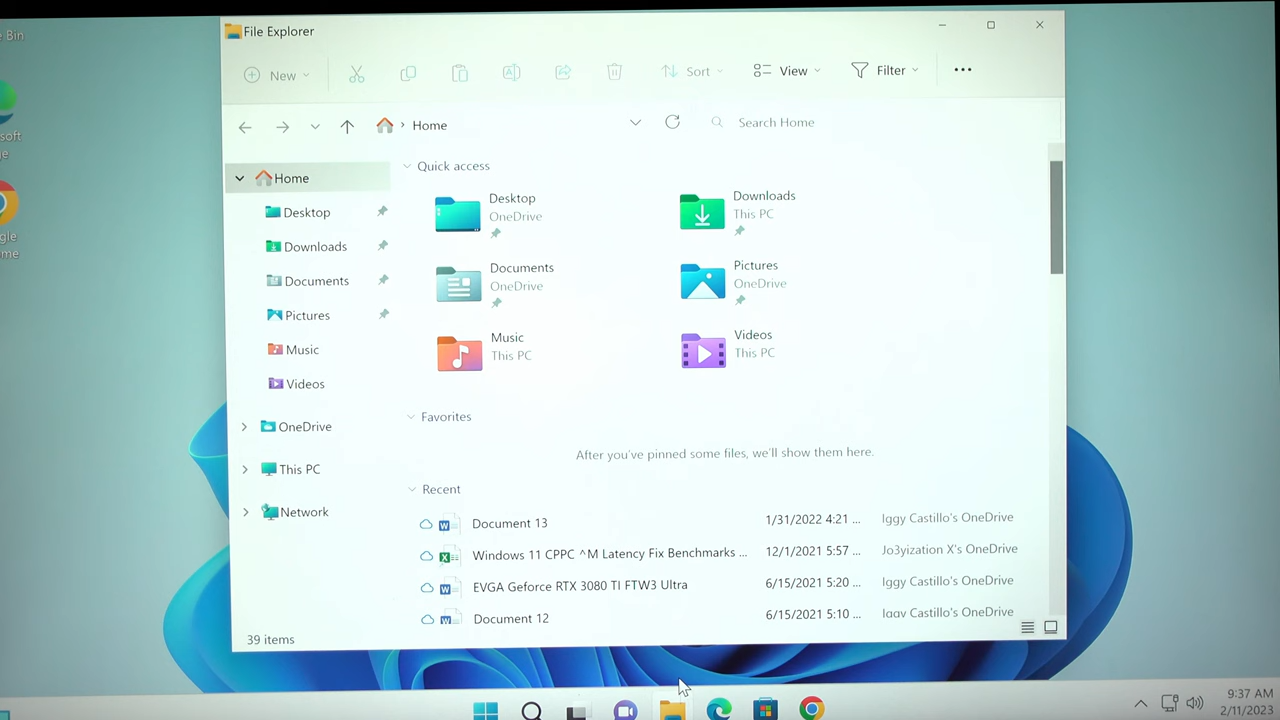 Bin
File Explorer
New
Sort
View
Filter
Home
Search Home
Quick access
Home
Desktop
Downloads
Documents
Pictures
Music
Videos
OneDrive
This PC
Network
Desktop
OneDrive
Downloads
This PC
Documents
OneDrive
Pictures
OneDrive
Music
This PC
Videos
This PC
Favorites
After you've pinned some files, we'll show them here.
Recent
Document 13 1/31/2022 4:21 ... Iggy Castillo's OneDrive
Windows 11 CPPC ^M Latency Fix Benchmarks ... 12/1/2021 5:57 ... Jo3yization X's OneDrive
EVGA Geforce RTX 3080 TI FTW3 Ultra 6/15/2021 5:20 ... Iggy Castillo's OneDrive
Document 12 6/15/2021 5:10 ... Iggy Castillo's OneDrive
39 items
9:37 AM
2/11/2023